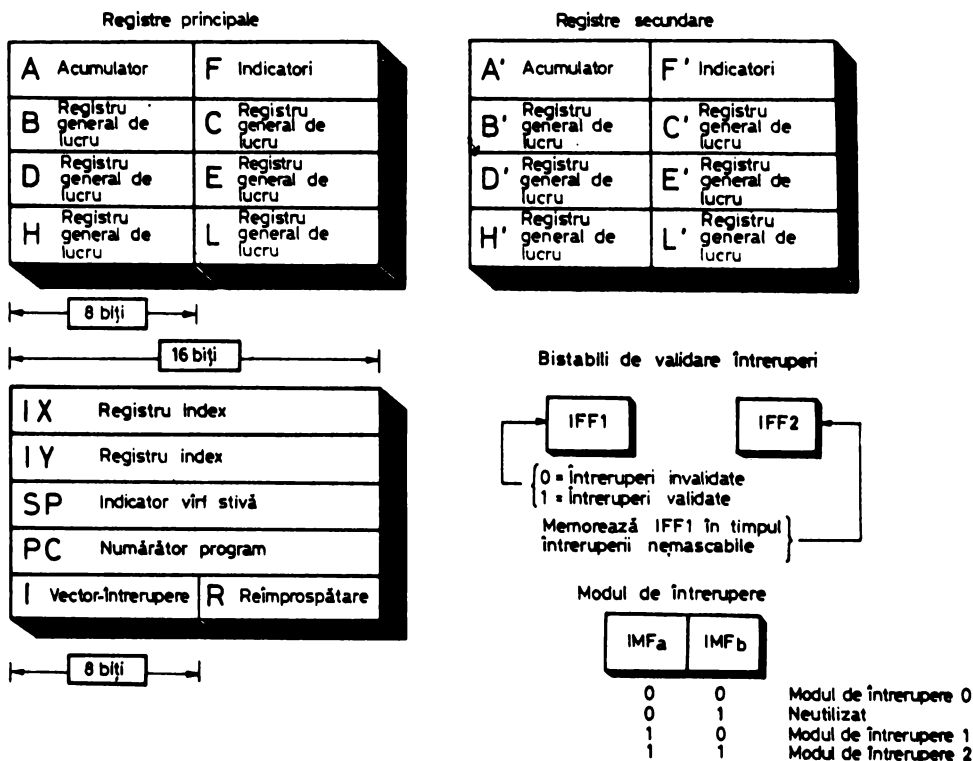 Registre principale
A Acumulator
F Indicatori
B Registru general de lucru
C Registru general de lucru
D Registru general de lucru
E Registru general de lucru
H Registru general de lucru
L Registru general de lucru
8 biţi
16 biţi
Registre secundare
A' Acumulator
F' Indicatori
B' Registru general de lucru
C' Registru general de lucru
D' Registru general de lucru
E' Registru general de lucru
H' Registru general de lucru
L' Registru general de lucru
IX Registru index
IY Registru index
SP Indicator vîrf stivă
PC Numărător program
I Vector-întrerupere
R Reîmprospătare
8 biţi
Bistabili de validare întreruperi
IFF1
IFF2
0 = Întreruperi invalidate
1 = Întreruperi validate
Memorează IFF1 în timpul
întreruperii nemascabile
Modul de întrerupere
IMFa IMFb
0 0 Modul de întrerupere 0
0 1 Neutilizat
1 0 Modul de întrerupere 1
1 1 Modul de întrerupere 2